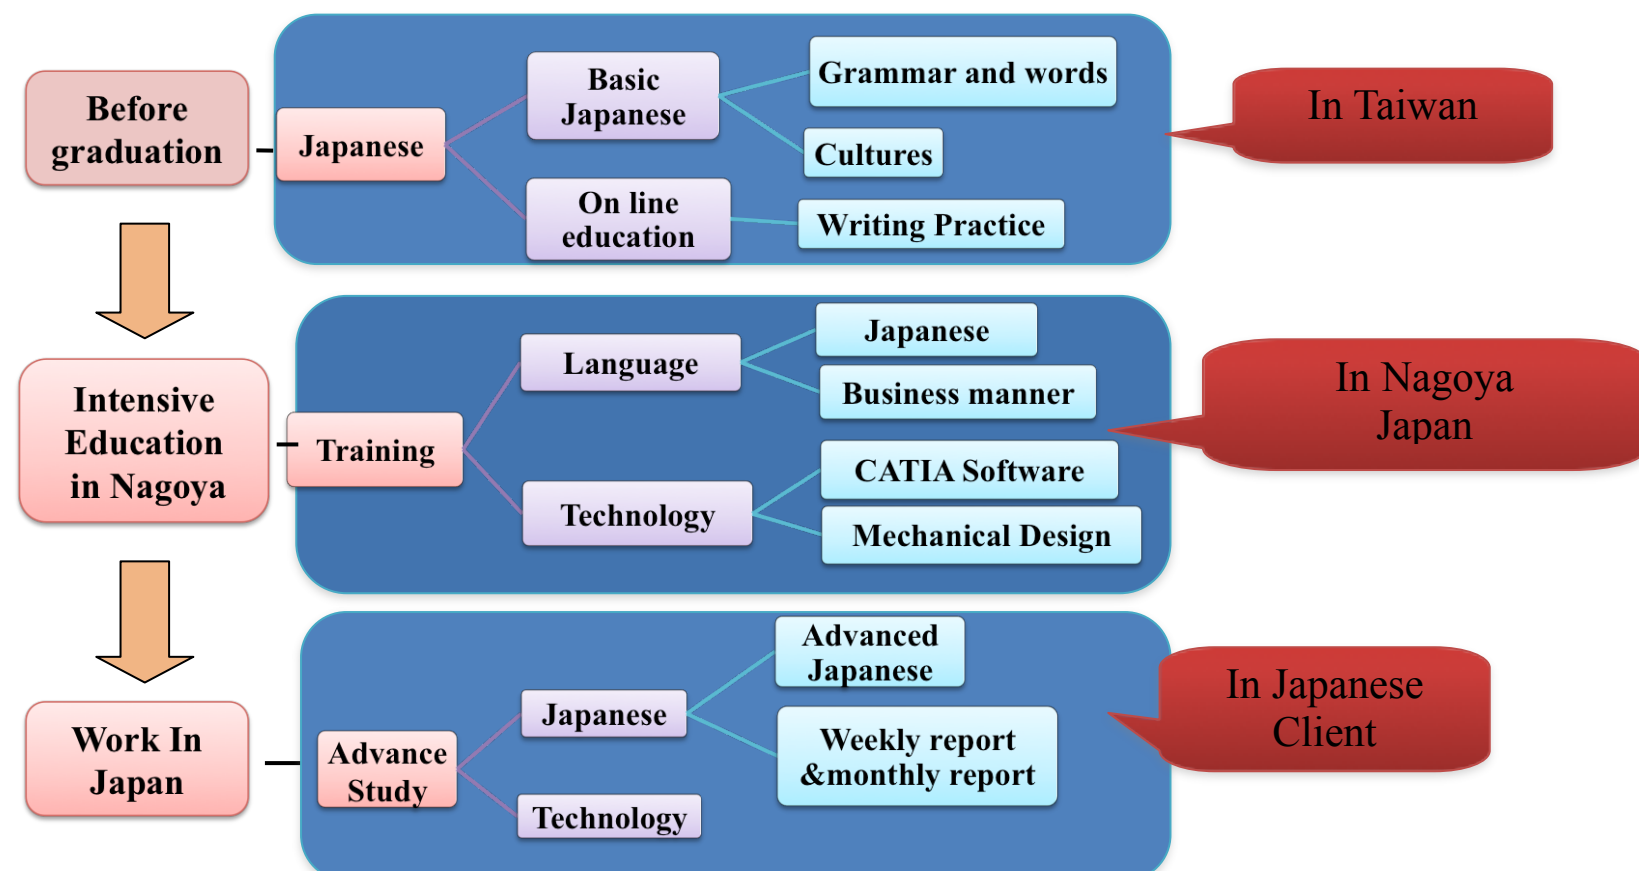 Before
graduation
Japanese
Basic
Japanese
Grammar and words
Cultures
On line
education
Writing Practice
In Taiwan
Intensive
Education
in Nagoya
Training
Language
Japanese
Business manner
Technology
CATIA Software
Mechanical Design
In Nagoya
Japan
Work In
Japan
Advance
Study
Japanese
Advanced
Japanese
Weekly report
&monthly report
Technology
In Japanese
Client